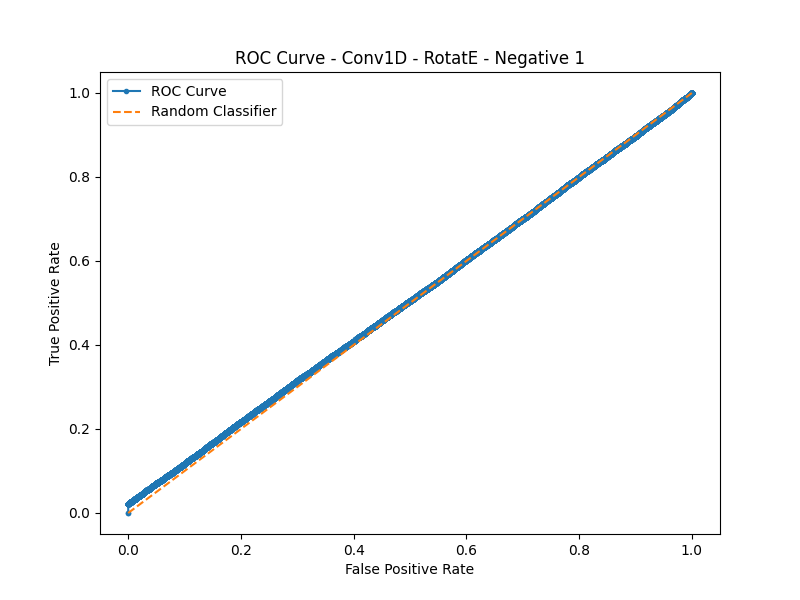 ROC Curve - Conv1D - RotatE - Negative 1
ROC Curve
Random Classifier
True Positive Rate
1.0
0.8
0.6
0.4
0.2
0.0
0.0 0.2 0.4 0.6 0.8 1.0
False Positive Rate